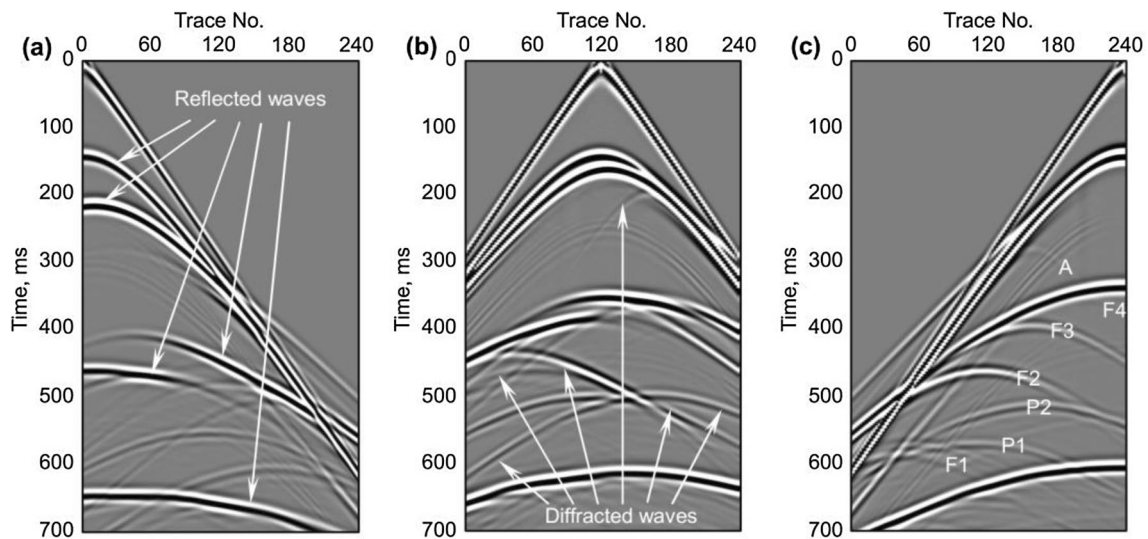 Trace No.
Trace No.
Trace No.
(a) 0 60 120 180 240
(b) 0 60 120 180 240
(c) 0 60 120 180 240
0
100
200
300
400
500
600
700
Time, ms
Reflected waves
0
100
200
300
400
500
600
700
Time, ms
Diffracted waves
0
100
200
300
400
500
600
700
Time, ms
A
F4
F3
F2
P2
P1
F1